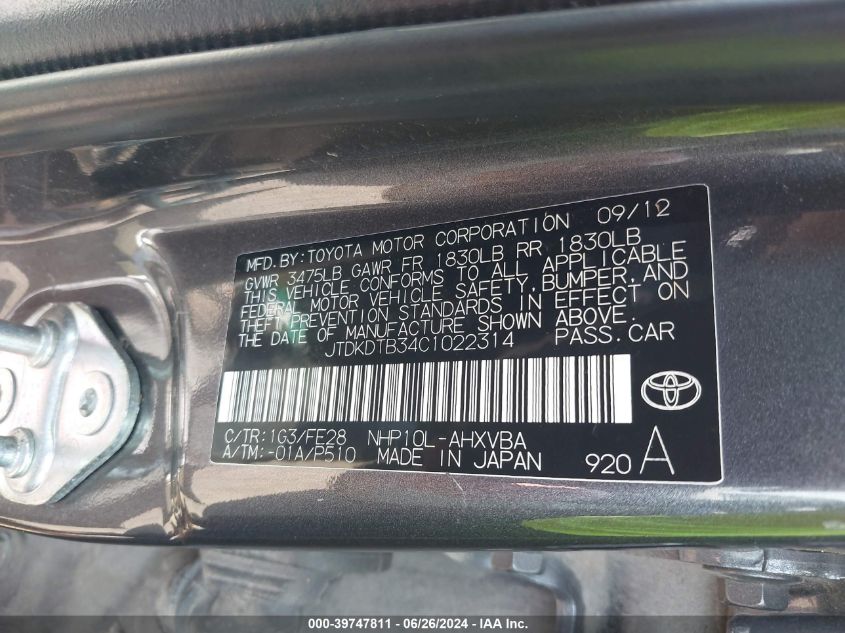 MFD. BY: TOYOTA MOTOR CORPORATION 09/12
GVWR 3475LB GAWR FR 1830LB RR 1830LB
THIS VEHICLE CONFORMS TO ALL APPLICABLE
FEDERAL MOTOR VEHICLE SAFETY, BUMPER, AND
THEFT PREVENTION STANDARDS IN EFFECT ON
THE DATE OF MANUFACTURE SHOWN ABOVE.
JTDKDTB34C1022314 PASS. CAR
C/TR: 1G3/FE28 NHP10L-AHXVBA
A/TM: -01A/P510 MADE IN JAPAN 920 A
000-39747811 - 06/26/2024 - IAA, Inc.